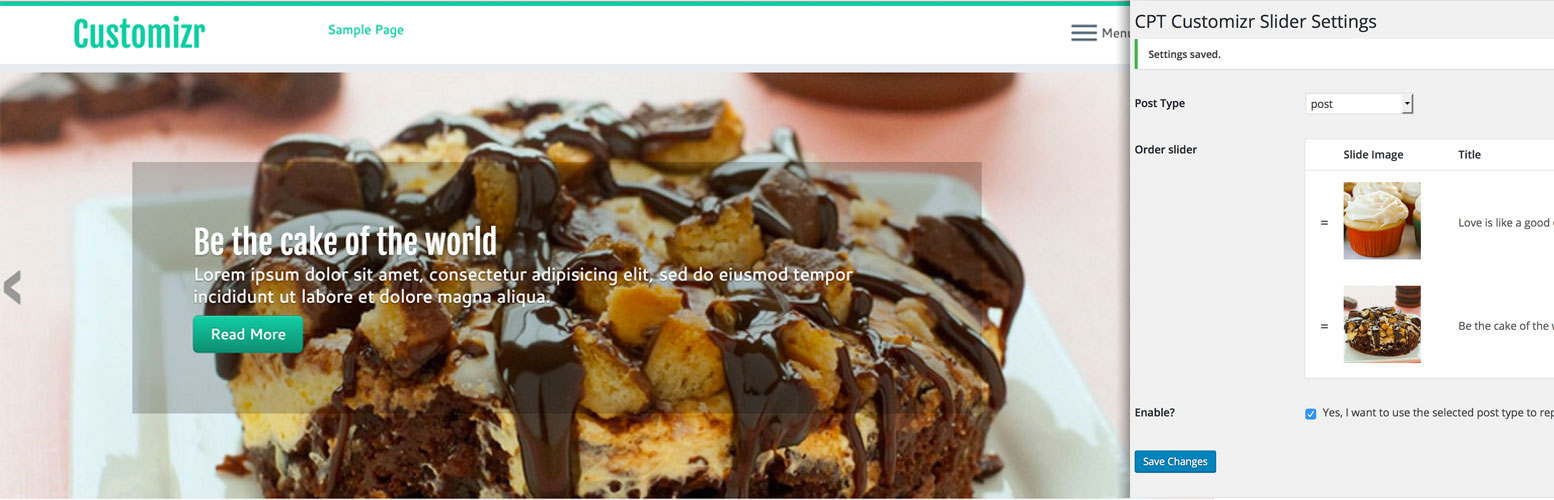 Customizr
Sample Page
Menu
Be the cake of the world
Lorem ipsum dolor sit amet, consectetur adipisicing elit, sed do eiusmod tempor
incididunt ut labore et dolore magna aliqua.
Read More
CPT Customizr Slider Settings
Settings saved.
Post Type
post
Order slider
Slide Image Title
= Love is like a good
= Be the cake of the
Enable?
Yes, I want to use the selected post type to
Save Changes